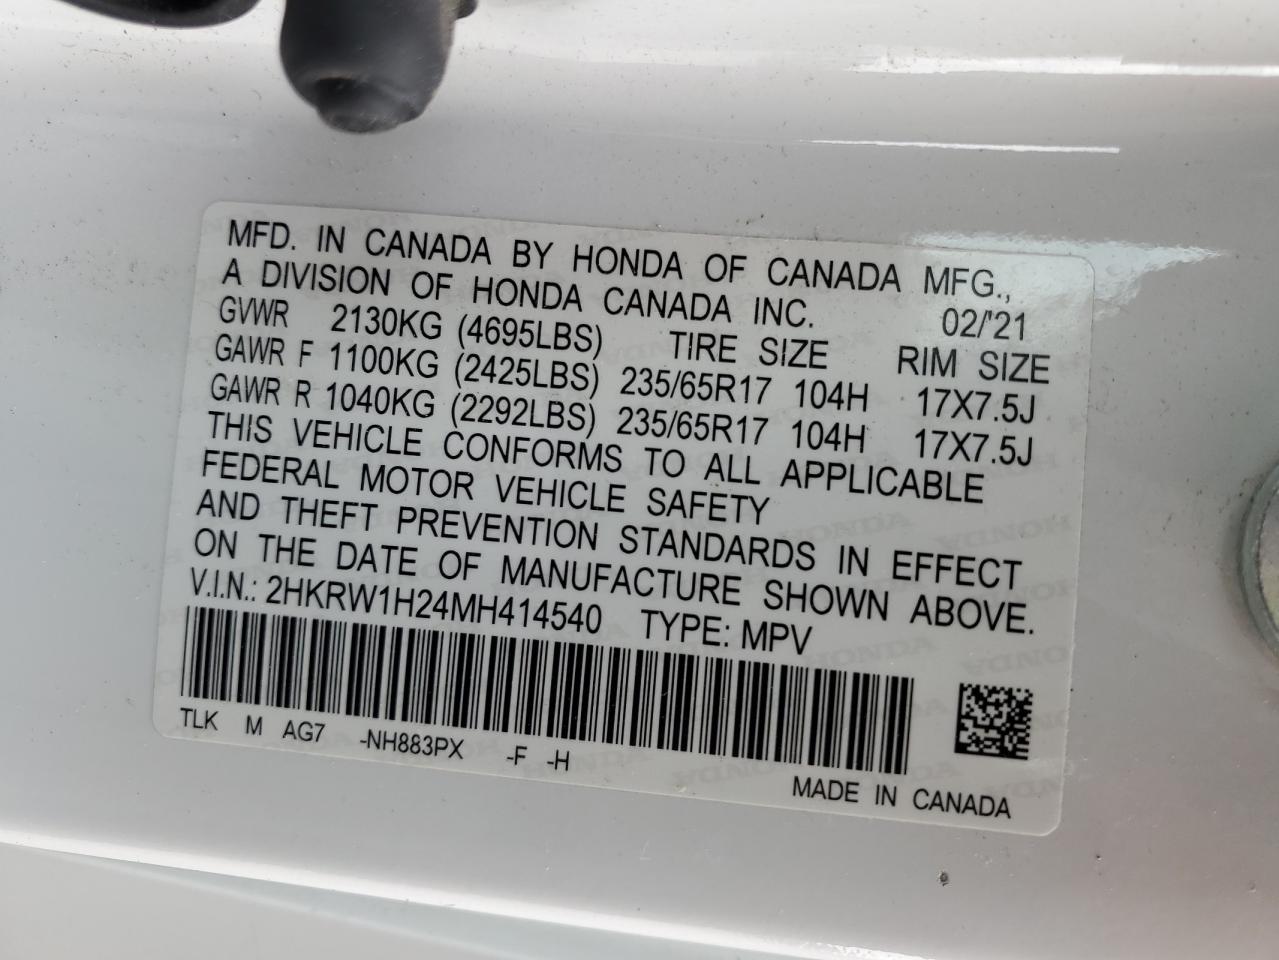 MFD. IN CANADA BY HONDA OF CANADA MFG.,
A DIVISION OF HONDA CANADA INC. 02/'21
GVWR 2130KG (4695LBS) TIRE SIZE RIM SIZE
GAWR F 1100KG (2425LBS) 235/65R17 104H 17X7.5J
GAWR R 1040KG (2292LBS) 235/65R17 104H 17X7.5J
THIS VEHICLE CONFORMS TO ALL APPLICABLE
FEDERAL MOTOR VEHICLE SAFETY
AND THEFT PREVENTION STANDARDS IN EFFECT
ON THE DATE OF MANUFACTURE SHOWN ABOVE.
V.I.N.: 2HKRW1H24MH414540 TYPE: MPV
TLK M AG7 -NH883PX -F -H
MADE IN CANADA